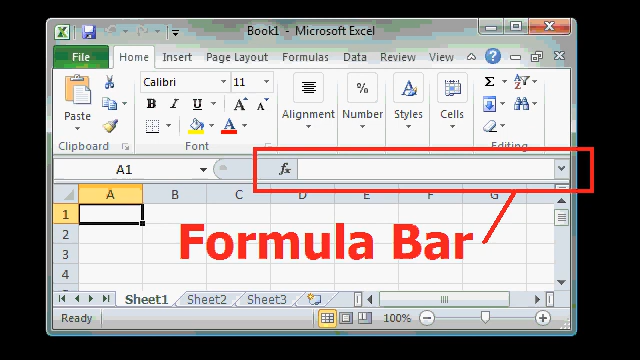 Book1 - Microsoft Excel
File Home Insert Page Layout Formulas Data Review View
Calibri 11
Paste B I U A A Alignment Number Styles Cells
% A Σ
A
Clipboard Font Editing
A1 fx
A B C D E F G
1
2
3
4
Formula Bar
Sheet1 Sheet2 Sheet3
Ready 100%